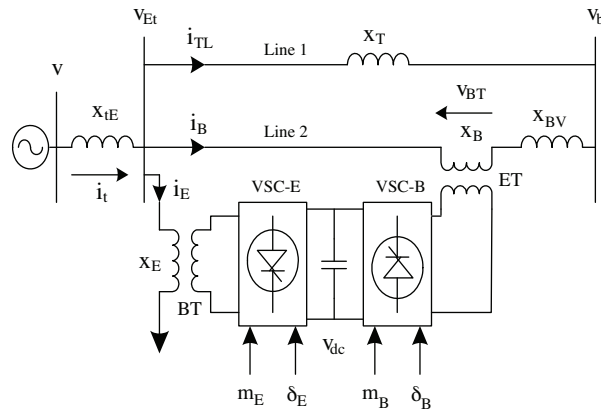 v_Et
v_b
i_TL
Line 1
x_T
v
x_tE
i_B
Line 2
v_BT
x_B
x_BV
i_t
i_E
VSC-E
VSC-B
ET
x_E
BT
v_dc
m_E
δ_E
m_B
δ_B